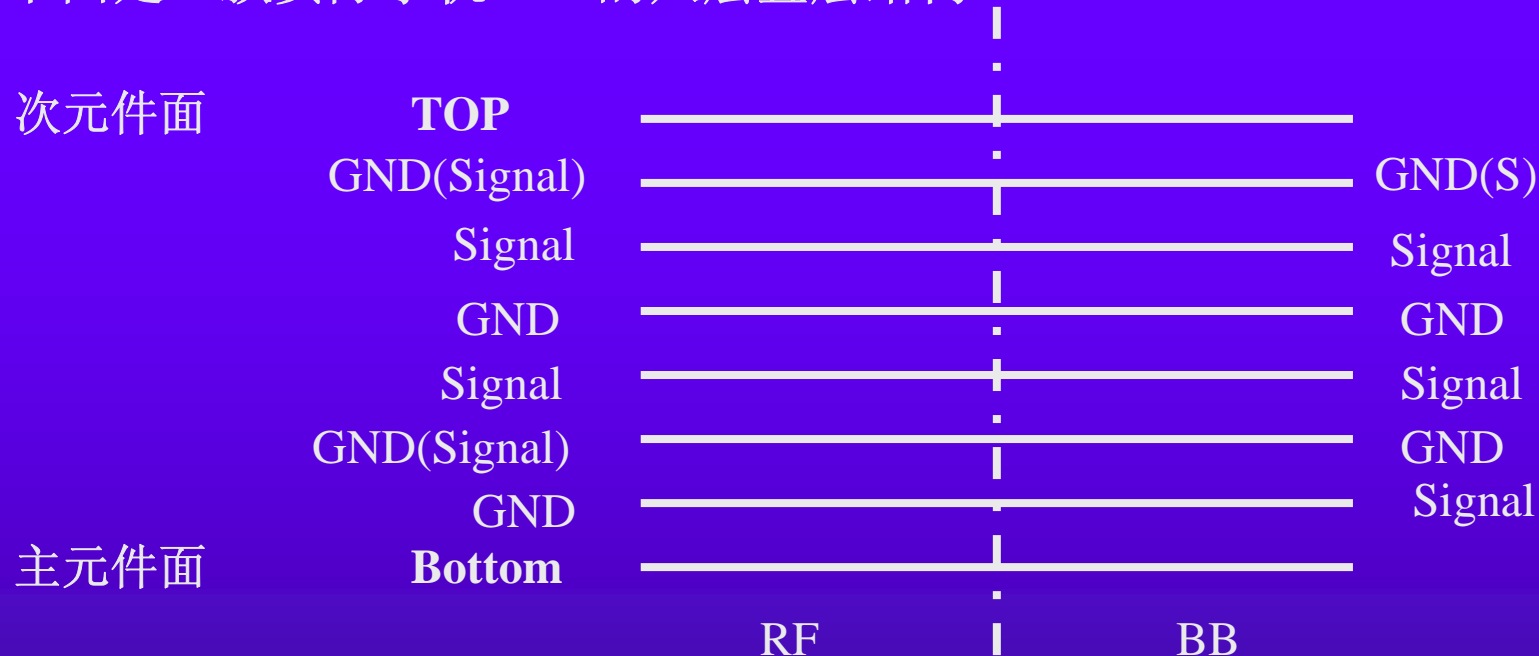 次元件面 TOP
GND(Signal) GND(S)
Signal Signal
GND GND
Signal Signal
GND(Signal) GND
GND Signal
主元件面 Bottom
RF BB